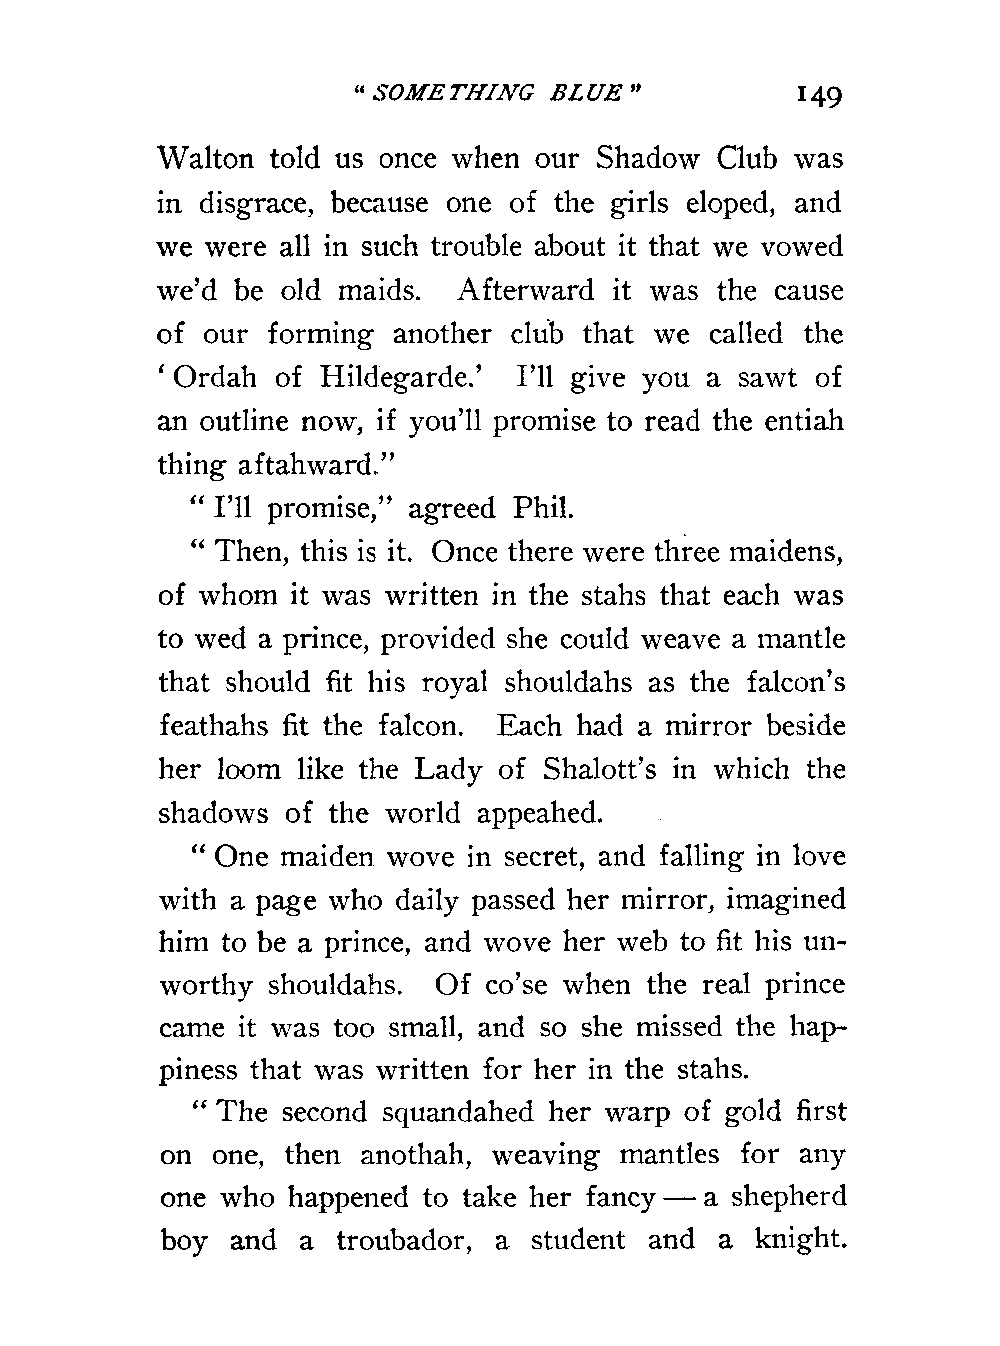 “ SOMETHING BLUE ” 149
Walton told us once when our Shadow Club was
in disgrace, because one of the girls eloped, and
we were all in such trouble about it that we vowed
we’d be old maids. Afterward it was the cause
of our forming another club that we called the
‘ Ordah of Hildegarde.’ I’ll give you a sawt of
an outline now, if you’ll promise to read the entiah
thing aftahward.”
“ I’ll promise,” agreed Phil.
“ Then, this is it. Once there were three maidens,
of whom it was written in the stahs that each was
to wed a prince, provided she could weave a mantle
that should fit his royal shouldahs as the falcon’s
feathahs fit the falcon. Each had a mirror beside
her loom like the Lady of Shalott’s in which the
shadows of the world appeahed.
“ One maiden wove in secret, and falling in love
with a page who daily passed her mirror, imagined
him to be a prince, and wove her web to fit his un-
worthy shouldahs. Of co’se when the real prince
came it was too small, and so she missed the hap-
piness that was written for her in the stahs.
“ The second squandahed her warp of gold first
on one, then anothah, weaving mantles for any
one who happened to take her fancy — a shepherd
boy and a troubador, a student and a knight.